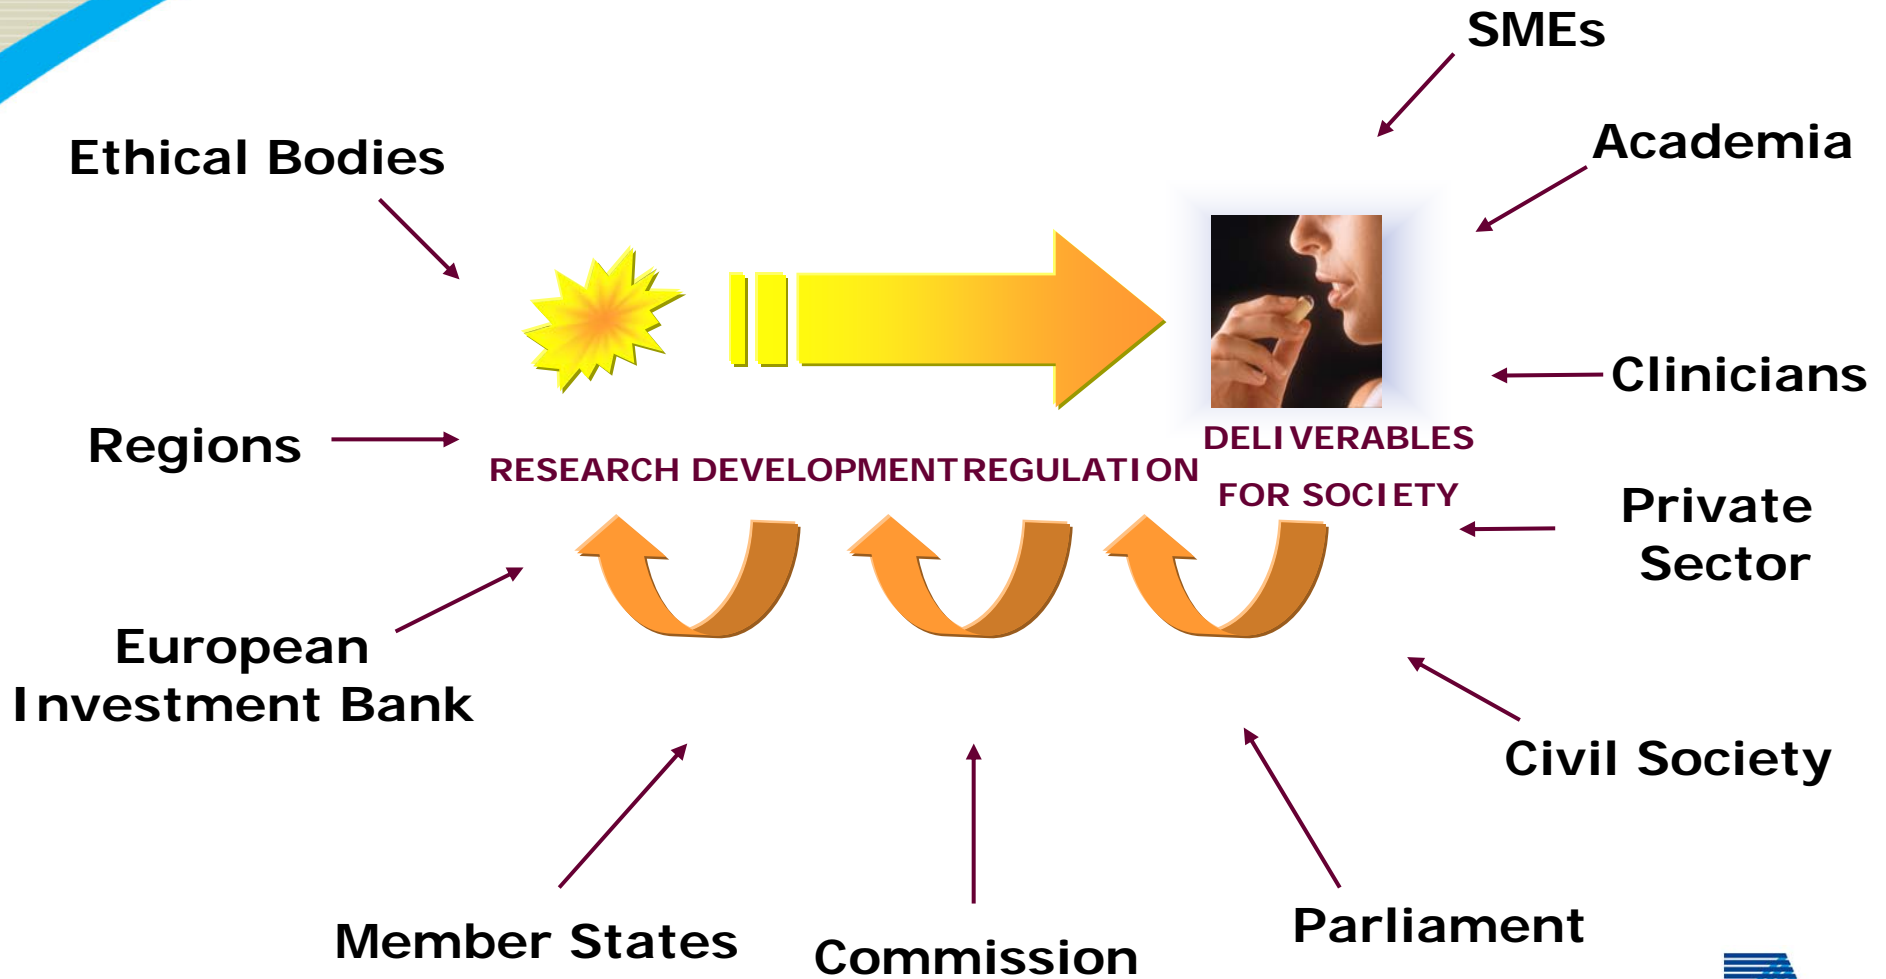 SMEs
Academia
Ethical Bodies
Clinicians
Regions
DELIVERABLES
FOR SOCIETY
RESEARCH DEVELOPMENT REGULATION
Private
Sector
European
Investment Bank
Civil Society
Member States
Commission
Parliament